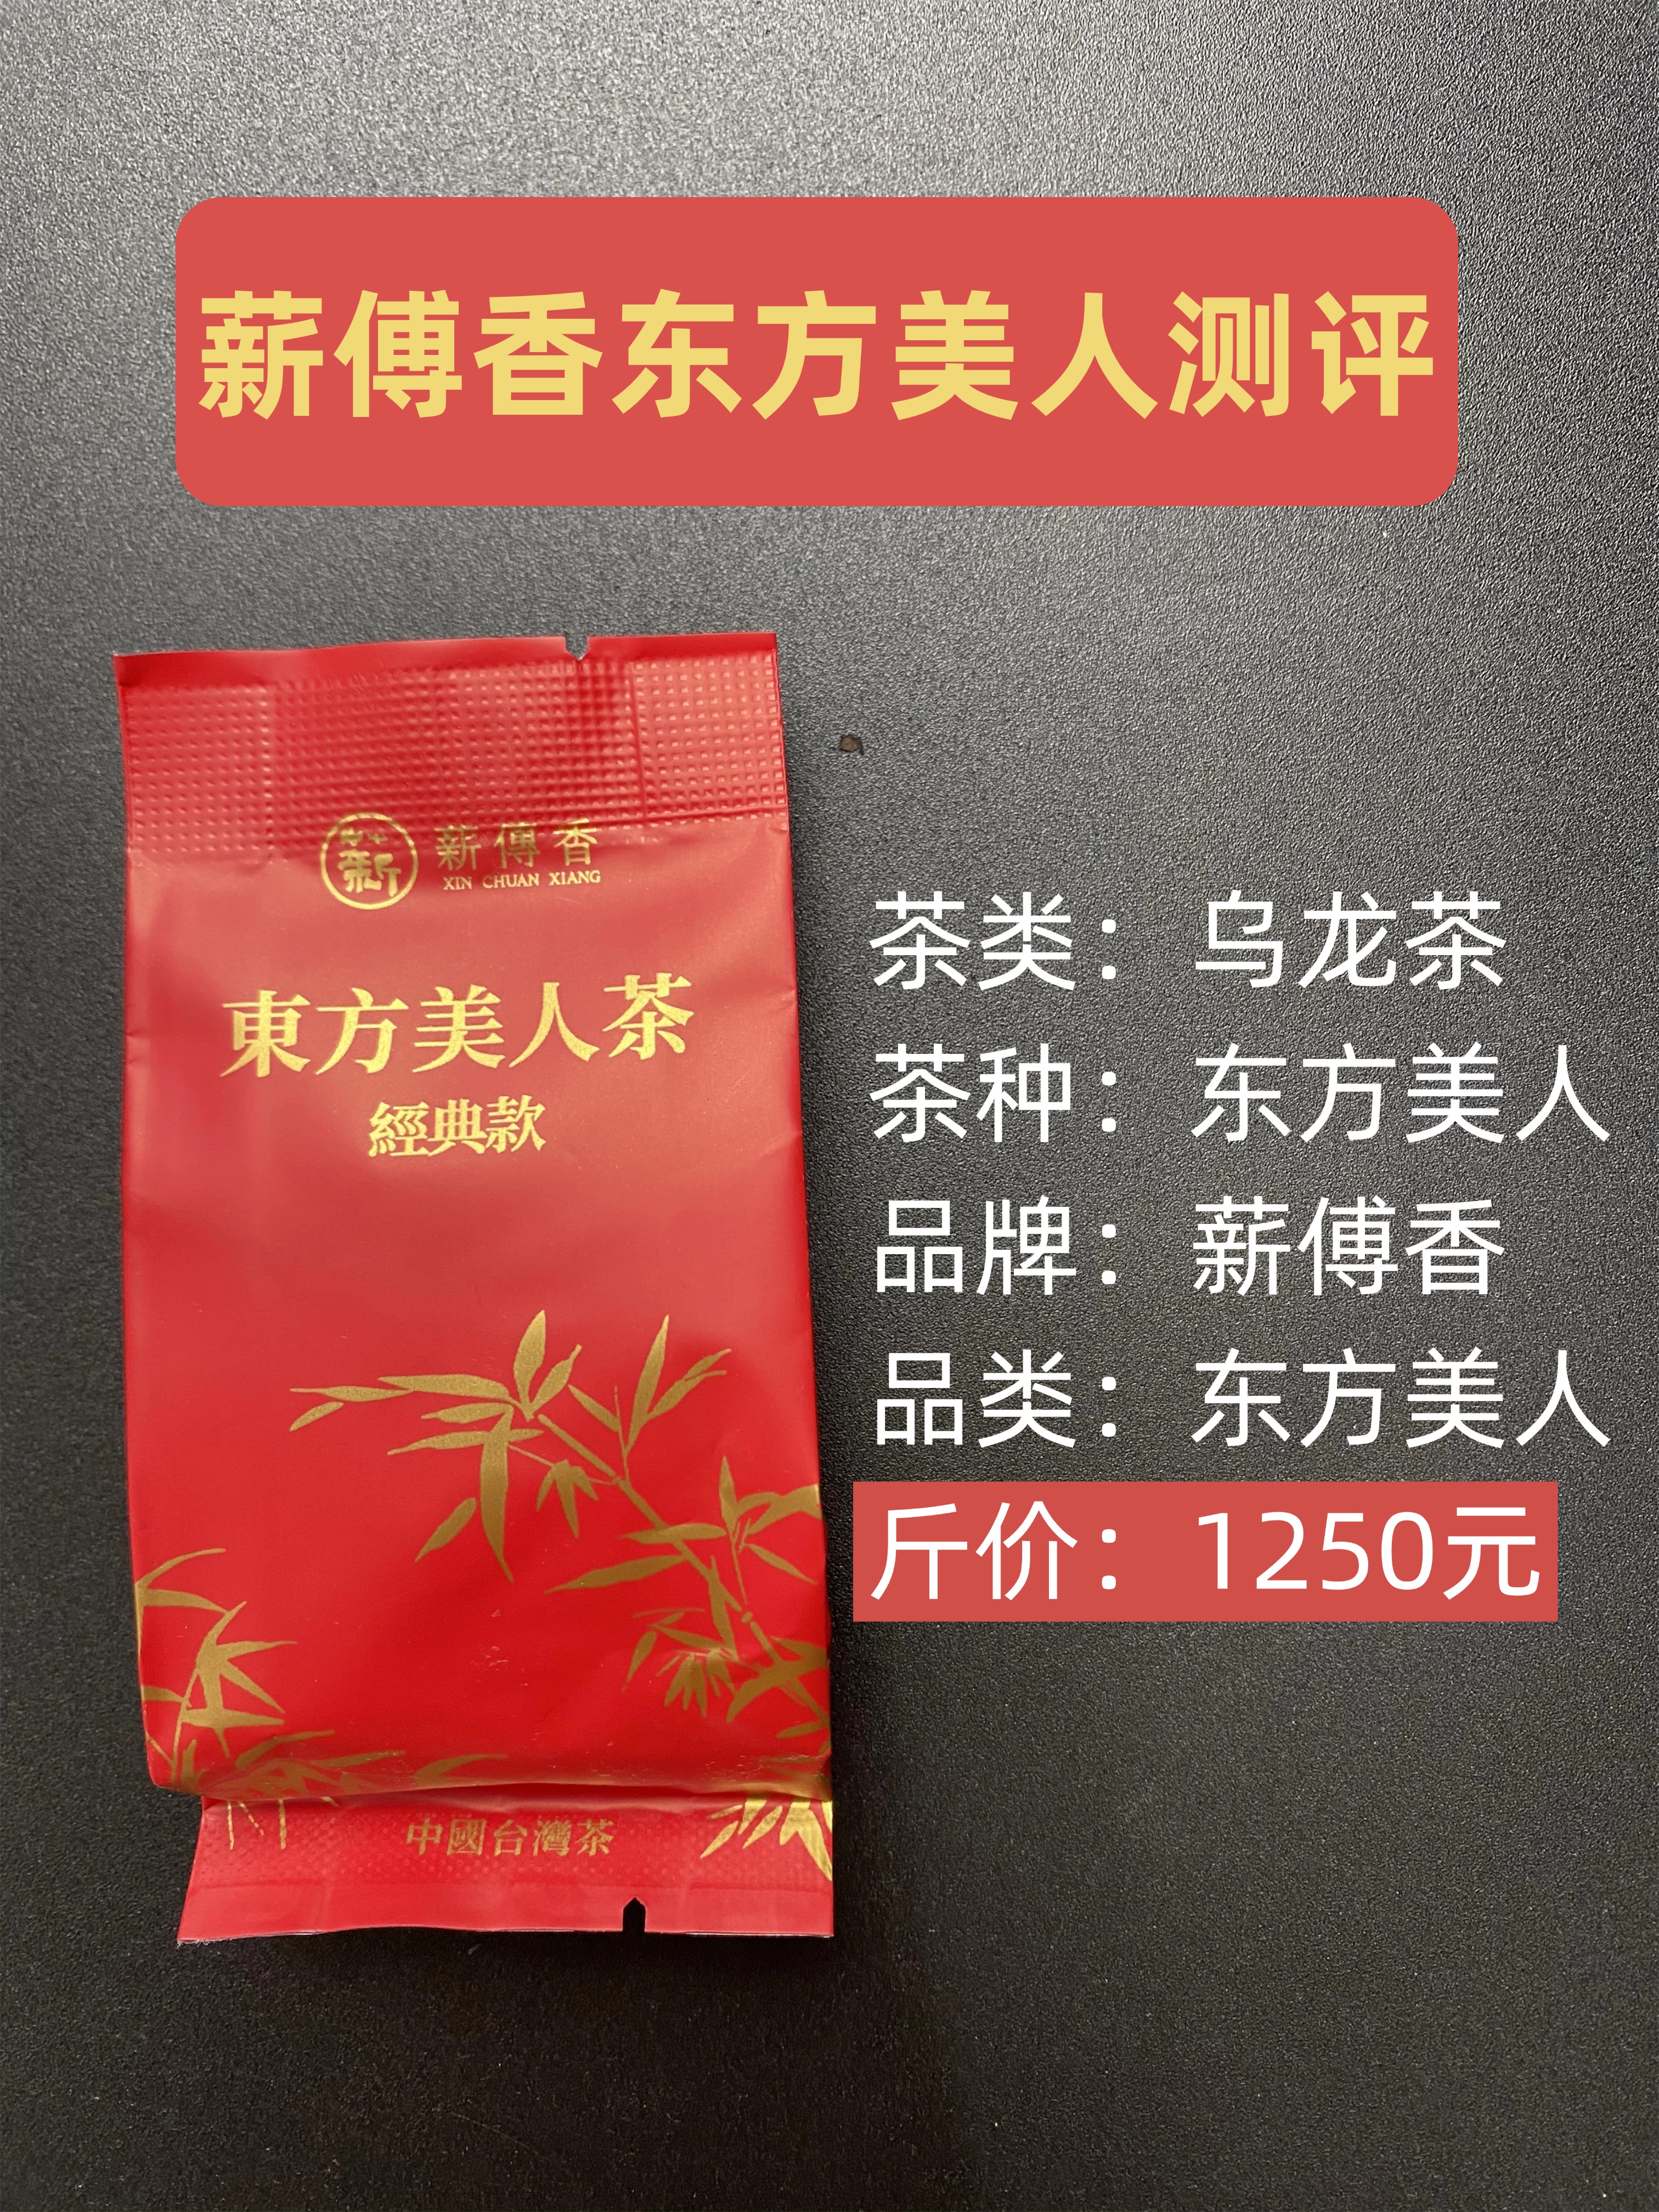 薪傅香东方美人测评
薪 薪傳香
XIN CHUAN XIANG
東方美人茶
經典款
中國台灣茶
茶类：乌龙茶
茶种：东方美人
品牌：薪傅香
品类：东方美人
斤价：1250元